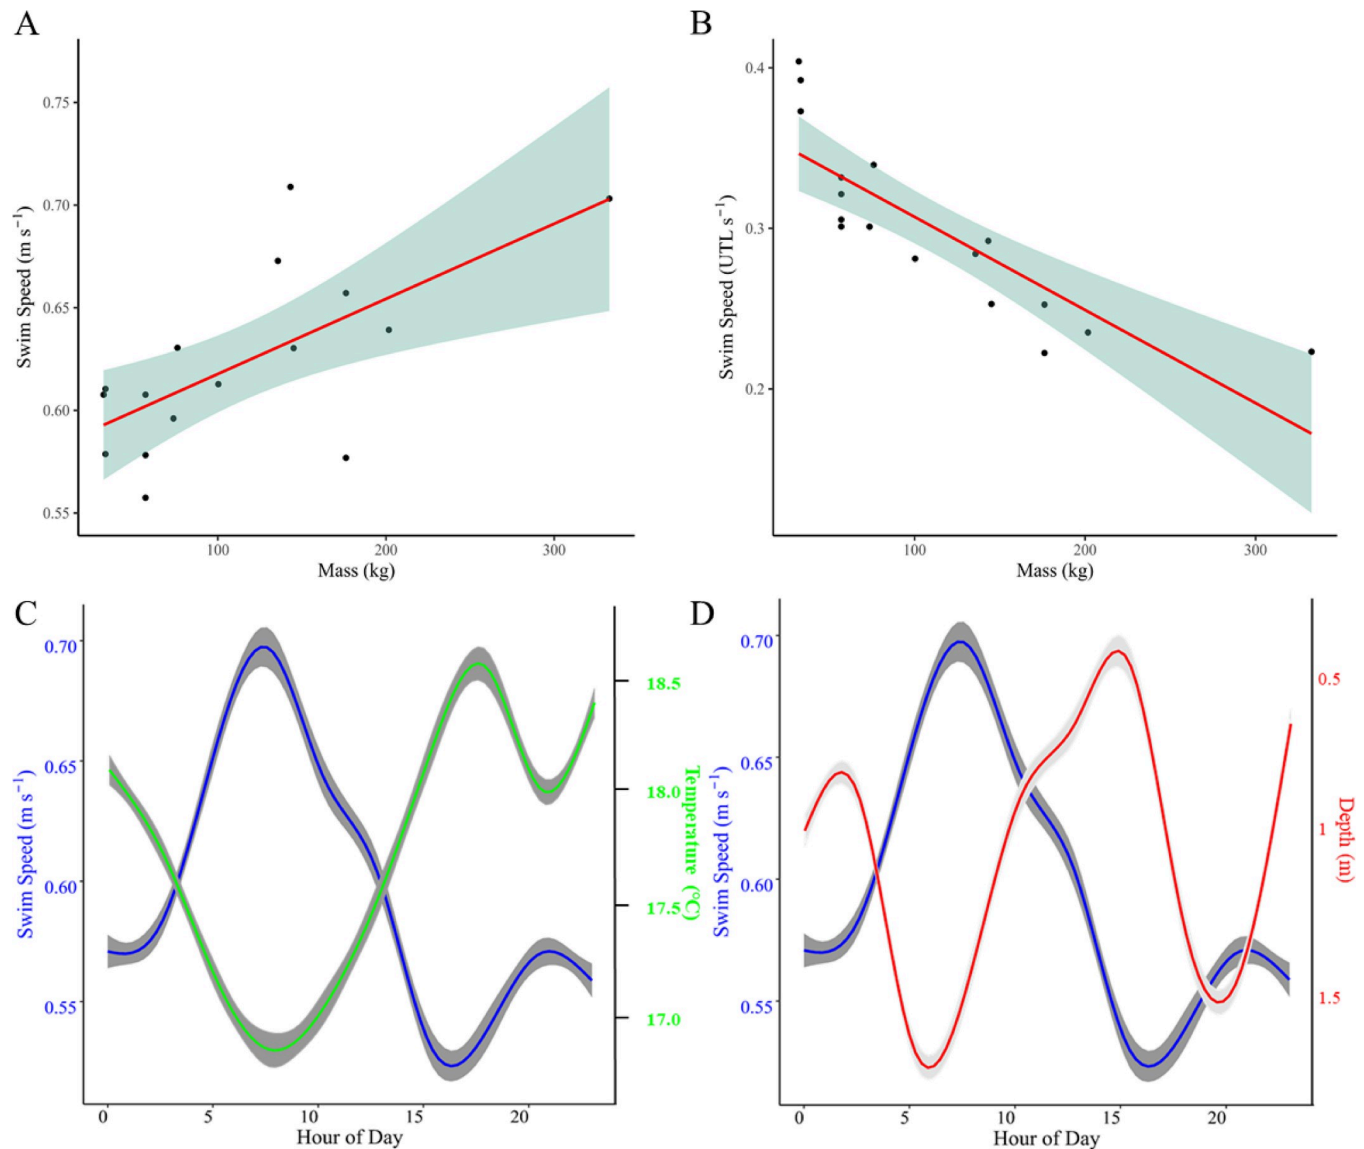 A
0.75
0.70
0.65
0.60
0.55
Swim Speed (m s⁻¹)
100
200
300
Mass (kg)
B
0.4
0.3
0.2
Swim Speed (UTL s⁻¹)
100
200
300
Mass (kg)
C
0.70
0.65
0.60
0.55
Swim Speed (m s⁻¹)
18.5
18.0
17.5
17.0
Temperature (°C)
0
5
10
15
20
Hour of Day
D
0.70
0.65
0.60
0.55
Swim Speed (m s⁻¹)
0.5
1
1.5
Depth (m)
0
5
10
15
20
Hour of Day